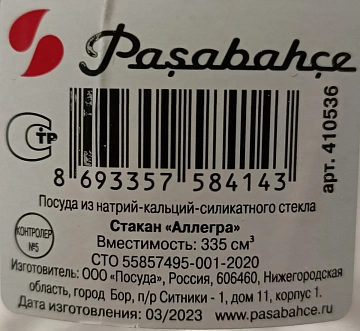 Paşabahçe
СТР
арт. 410536
8 693357 584143
Посуда из натрий-кальций-силикатного стекла
Стакан «Аллегра»
КОНТРОЛЕР
№5
Вместимость: 335 см³
СТО 55857495-001-2020
Изготовитель: ООО «Посуда», Россия, 606460, Нижегородская
область, город Бор, п/р Ситники - 1, дом 11, корпус 1.
Дата изготовления: 03/2023 www.pasabahce.ru